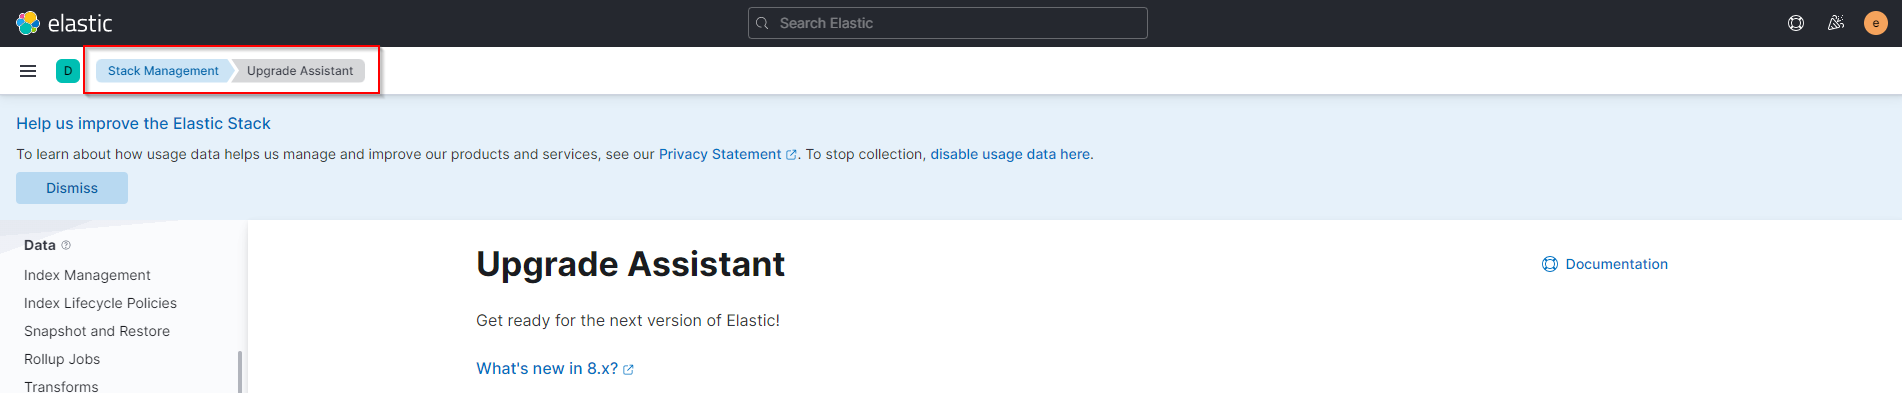 elastic
Search Elastic
e
D
Stack Management
Upgrade Assistant
Help us improve the Elastic Stack
To learn about how usage data helps us manage and improve our products and services, see our Privacy Statement. To stop collection, disable usage data here.
Dismiss
Data
Index Management
Index Lifecycle Policies
Snapshot and Restore
Rollup Jobs
Transforms
Upgrade Assistant
Documentation
Get ready for the next version of Elastic!
What's new in 8.x?